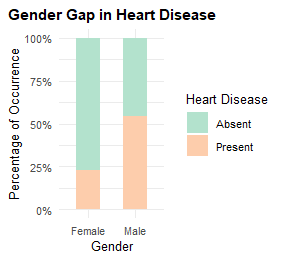 Gender Gap in Heart Disease
Percentage of Occurrence
100%
75%
50%
25%
0%
Female Male
Gender
Heart Disease
Absent
Present